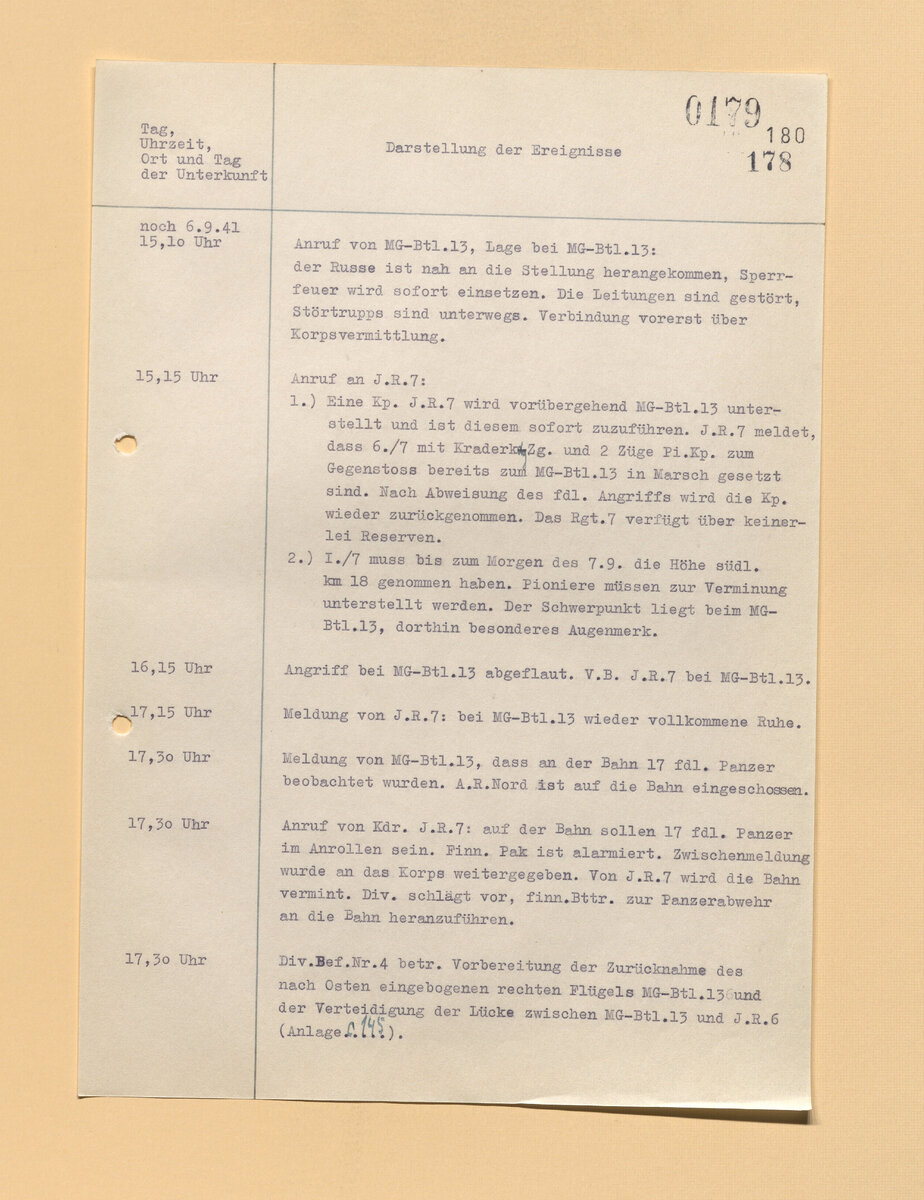 0179
180
178
Tag,
Uhrzeit,
Ort und Tag
der Unterkunft
Darstellung der Ereignisse
noch 6.9.41
15,1o Uhr
Anruf von MG-Btl.13, Lage bei MG-Btl.13:
der Russe ist nah an die Stellung herangekommen, Sperr-
feuer wird sofort einsetzen. Die Leitungen sind gestört,
Störtrupps sind unterwegs. Verbindung vorerst über
Korpsvermittlung.
15,15 Uhr
Anruf an J.R.7:
1.) Eine Kp. J.R.7 wird vorübergehend MG-Btl.13 unter-
stellt und ist diesem sofort zuzuführen. J.R.7 meldet,
dass 6./7 mit Kraderk.Zg. und 2 Züge Pi.Kp. zum
Gegenstoss bereits zum MG-Btl.13 in Marsch gesetzt
sind. Nach Abweisung des fdl. Angriffs wird die Kp.
wieder zurückgenommen. Das Rgt.7 verfügt über keiner-
lei Reserven.
2.) I./7 muss bis zum Morgen des 7.9. die Höhe südl.
km 18 genommen haben. Pioniere müssen zur Verminung
unterstellt werden. Der Schwerpunkt liegt beim MG-
Btl.13, dorthin besonderes Augenmerk.
16,15 Uhr
Angriff bei MG-Btl.13 abgeflaut. V.B. J.R.7 bei MG-Btl.13.
17,15 Uhr
Meldung von J.R.7: bei MG-Btl.13 wieder vollkommene Ruhe.
17,3o Uhr
Meldung von MG-Btl.13, dass an der Bahn 17 fdl. Panzer
beobachtet wurden. A.R.Nord ist auf die Bahn eingeschossen.
17,3o Uhr
Anruf von Kdr. J.R.7: auf der Bahn sollen 17 fdl. Panzer
im Anrollen sein. Finn. Pak ist alarmiert. Zwischenmeldung
wurde an das Korps weitergegeben. Von J.R.7 wird die Bahn
vermint. Div. schlägt vor, finn.Bttr. zur Panzerabwehr
an die Bahn heranzuführen.
17,3o Uhr
Div.Bef.Nr.4 betr. Vorbereitung der Zurücknahme des
nach Osten eingebogenen rechten Flügels MG-Btl.13 und
der Verteidigung der Lücke zwischen MG-Btl.13 und J.R.6
(Anlage 145).